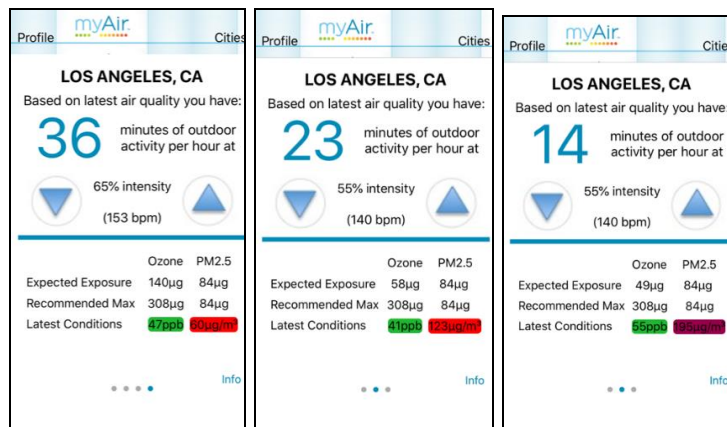 Profile myAir. Cities
LOS ANGELES, CA
Based on latest air quality you have:
36 minutes of outdoor
activity per hour at
65% intensity
(153 bpm)
Ozone PM2.5
Expected Exposure 140µg 84µg
Recommended Max 308µg 84µg
Latest Conditions 47ppb 60µg/m³
Info
Profile myAir. Cities
LOS ANGELES, CA
Based on latest air quality you have:
23 minutes of outdoor
activity per hour at
55% intensity
(140 bpm)
Ozone PM2.5
Expected Exposure 58µg 84µg
Recommended Max 308µg 84µg
Latest Conditions 41ppb 123µg/m³
Info
Profile myAir. Citie
LOS ANGELES, CA
Based on latest air quality you have:
14 minutes of outdoor
activity per hour at
55% intensity
(140 bpm)
Ozone PM2.5
Expected Exposure 49µg 84µg
Recommended Max 308µg 84µg
Latest Conditions 55ppb 195µg/m³
Info